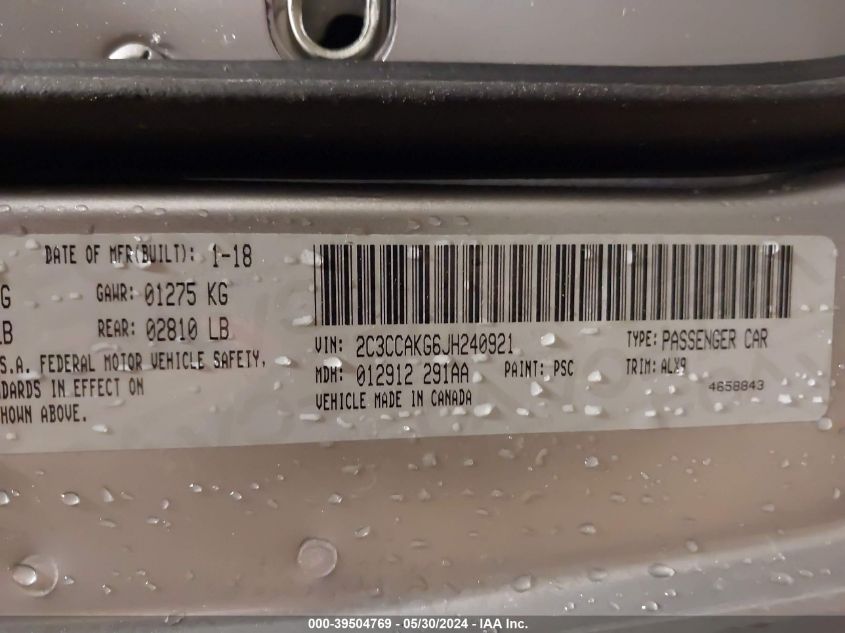 DATE OF MFR(BUILT): 1-18
G GAWR: 01275 KG
LB REAR: 02810 LB
S.A. FEDERAL MOTOR VEHICLE SAFETY,
DARDS IN EFFECT ON
SHOWN ABOVE.
VIN: 2C3CCAKG6JH240921 TYPE: PASSENGER CAR
MDH: 012912 291AA PAINT: PSC TRIM: ALX9
VEHICLE MADE IN CANADA 4658843
000-39504769 - 05/30/2024 - IAA Inc.